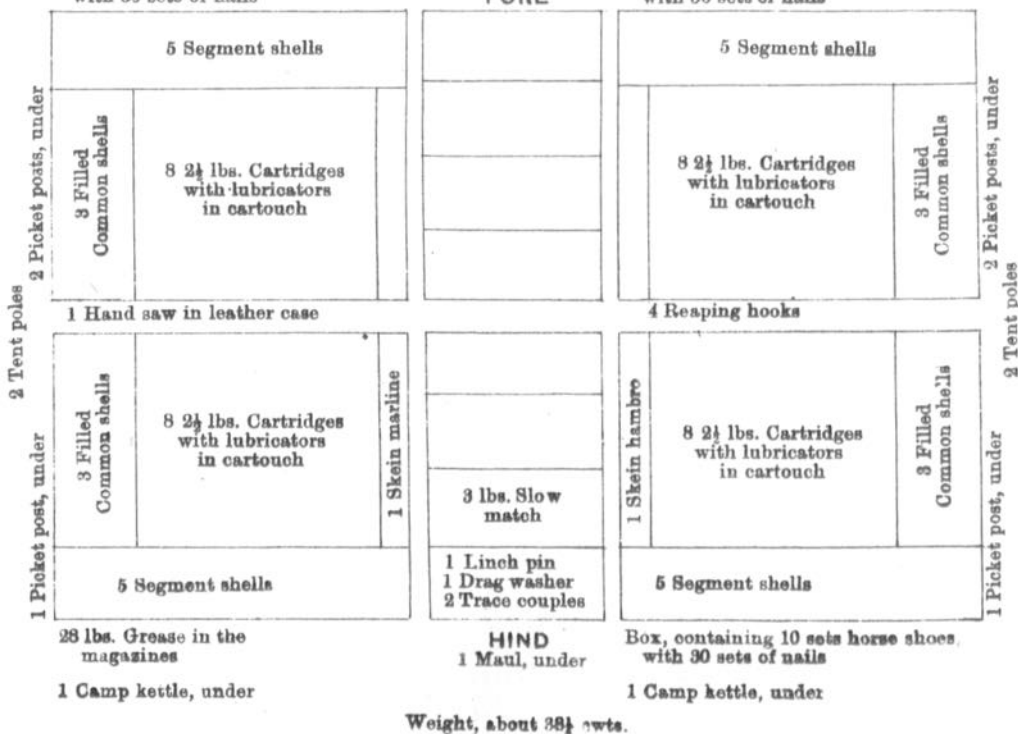 5 Segment shells
5 Segment shells
2 Picket posts, under
3 Filled
Common shells
8 2½ lbs. Cartridges
with lubricators
in cartouch
8 2½ lbs. Cartridges
with lubricators
in cartouch
3 Filled
Common shells
2 Picket posts, under
2 Tent poles
2 Tent poles
1 Hand saw in leather case
4 Reaping hooks
1 Picket post, under
3 Filled
Common shells
8 2½ lbs. Cartridges
with lubricators
in cartouch
1 Skein marline
3 lbs. Slow
match
1 Skein hambro
8 2½ lbs. Cartridges
with lubricators
in cartouch
3 Filled
Common shells
1 Picket post, under
5 Segment shells
1 Linch pin
1 Drag washer
2 Trace couples
5 Segment shells
28 lbs. Grease in the
magazines
HIND
1 Maul, under
Box, containing 10 sets horse shoes
with 30 sets of nails
1 Camp kettle, under
1 Camp kettle, under
Weight, about 38½ cwts.